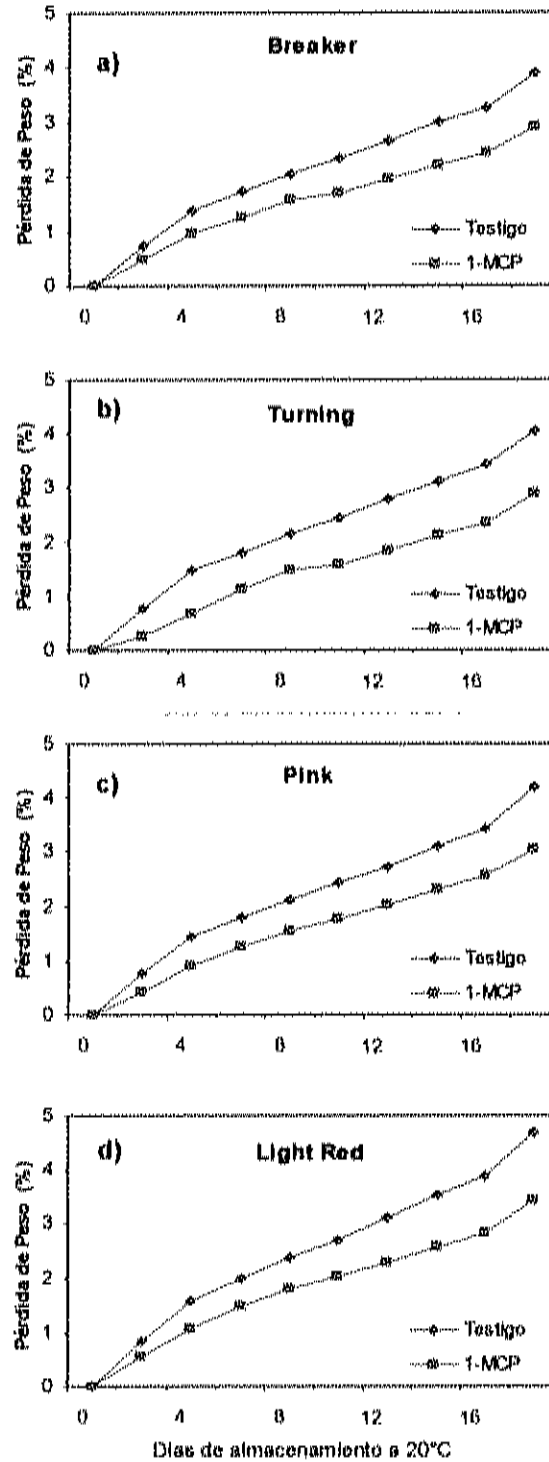 a)
Breaker
Pérdida de Peso (%)
5
4
3
2
1
0
Testigo
1-MCP
0 4 8 12 16
b)
Turning
Pérdida de Peso (%)
5
4
3
2
1
0
Testigo
1-MCP
0 4 8 12 16
c)
Pink
Pérdida de Peso (%)
5
4
3
2
1
0
Testigo
1-MCP
0 4 8 12 16
d)
Light Red
Pérdida de Peso (%)
5
4
3
2
1
0
Testigo
1-MCP
0 4 8 12 16
Días de almacenamiento a 20°C